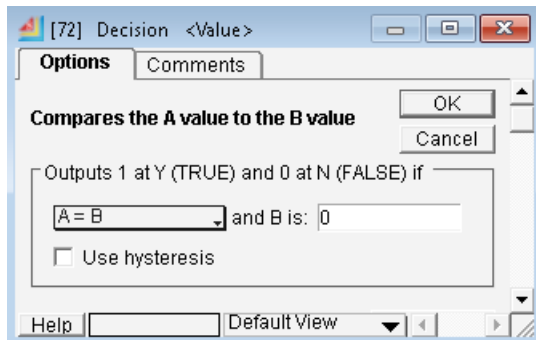 [72] Decision <Value>
Options
Comments
Compares the A value to the B value
OK
Cancel
Outputs 1 at Y (TRUE) and 0 at N (FALSE) if
A = B
and B is: 0
Use hysteresis
Help
Default View